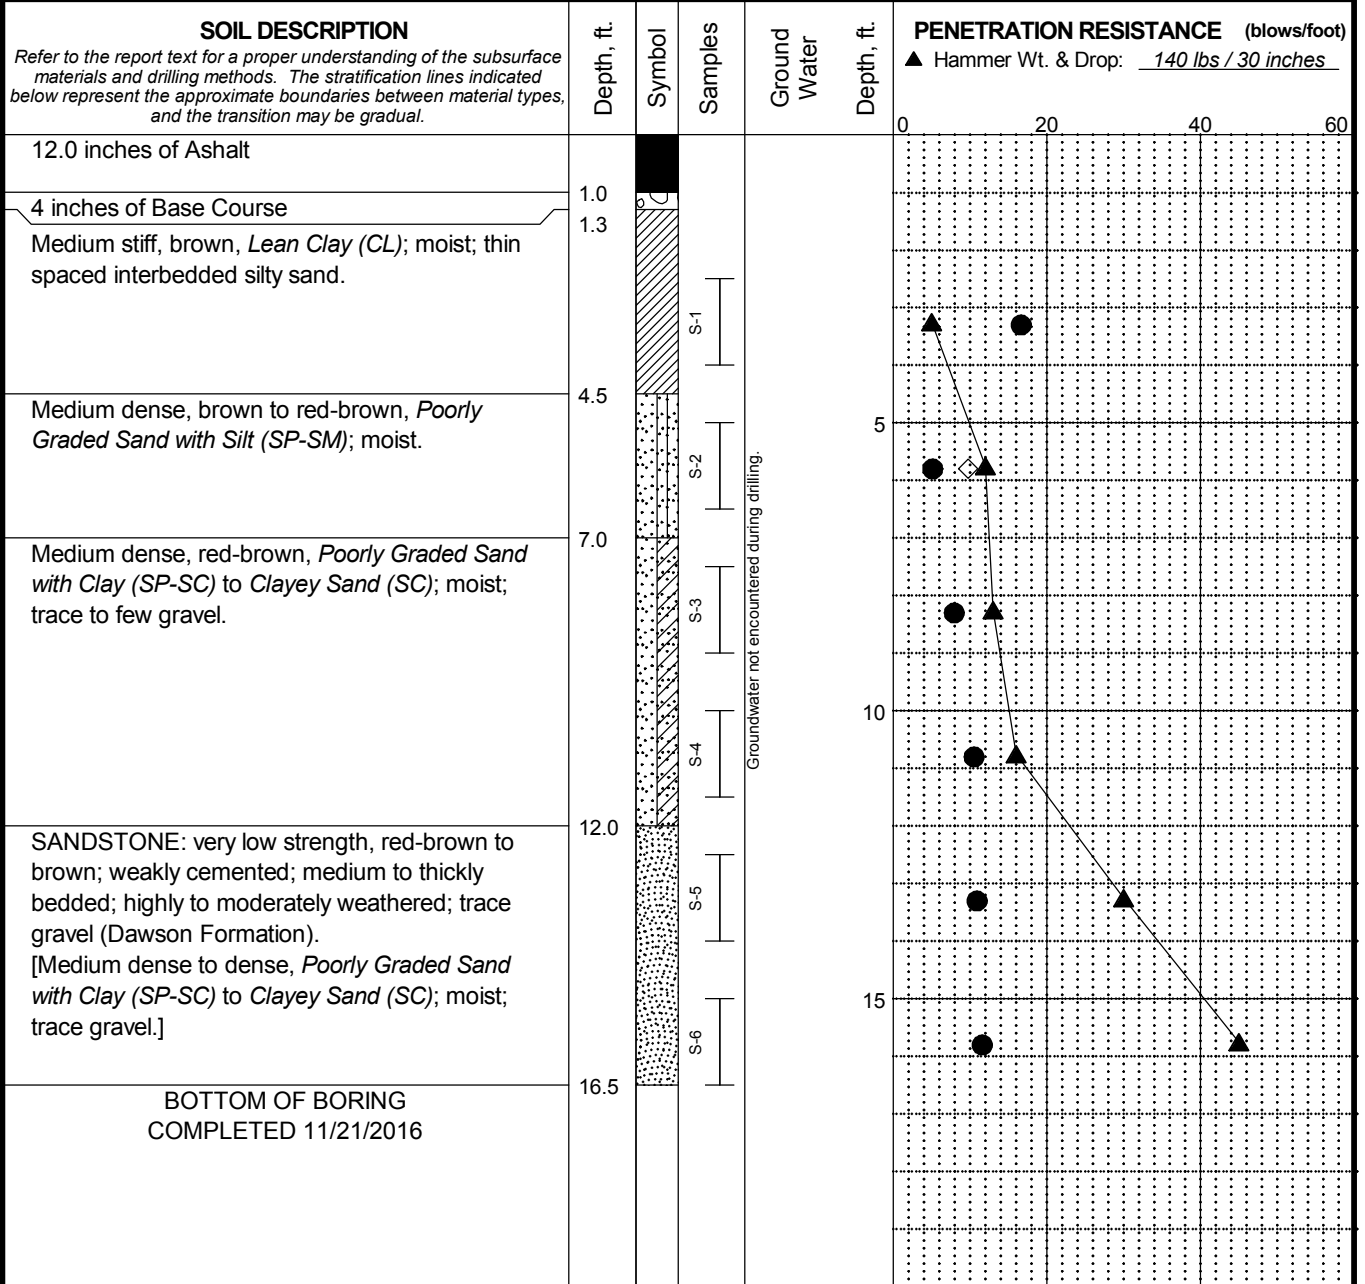 SOIL DESCRIPTION
Refer to the report text for a proper understanding of the subsurface
materials and drilling methods. The stratification lines indicated
below represent the approximate boundaries between material types,
and the transition may be gradual.
Depth, ft.
Symbol
Samples
Ground
Water
Depth, ft.
PENETRATION RESISTANCE (blows/foot)
▲ Hammer Wt. & Drop: 140 lbs / 30 inches
0 20 40 60
12.0 inches of Ashalt
1.0
4 inches of Base Course
1.3
Medium stiff, brown, Lean Clay (CL); moist; thin
spaced interbedded silty sand.
S-1
4.5
Medium dense, brown to red-brown, Poorly
Graded Sand with Silt (SP-SM); moist.
5
S-2
Groundwater not encountered during drilling.
7.0
Medium dense, red-brown, Poorly Graded Sand
with Clay (SP-SC) to Clayey Sand (SC); moist;
trace to few gravel.
S-3
10
S-4
12.0
SANDSTONE: very low strength, red-brown to
brown; weakly cemented; medium to thickly
bedded; highly to moderately weathered; trace
gravel (Dawson Formation).
[Medium dense to dense, Poorly Graded Sand
with Clay (SP-SC) to Clayey Sand (SC); moist;
trace gravel.]
S-5
15
S-6
16.5
BOTTOM OF BORING
COMPLETED 11/21/2016